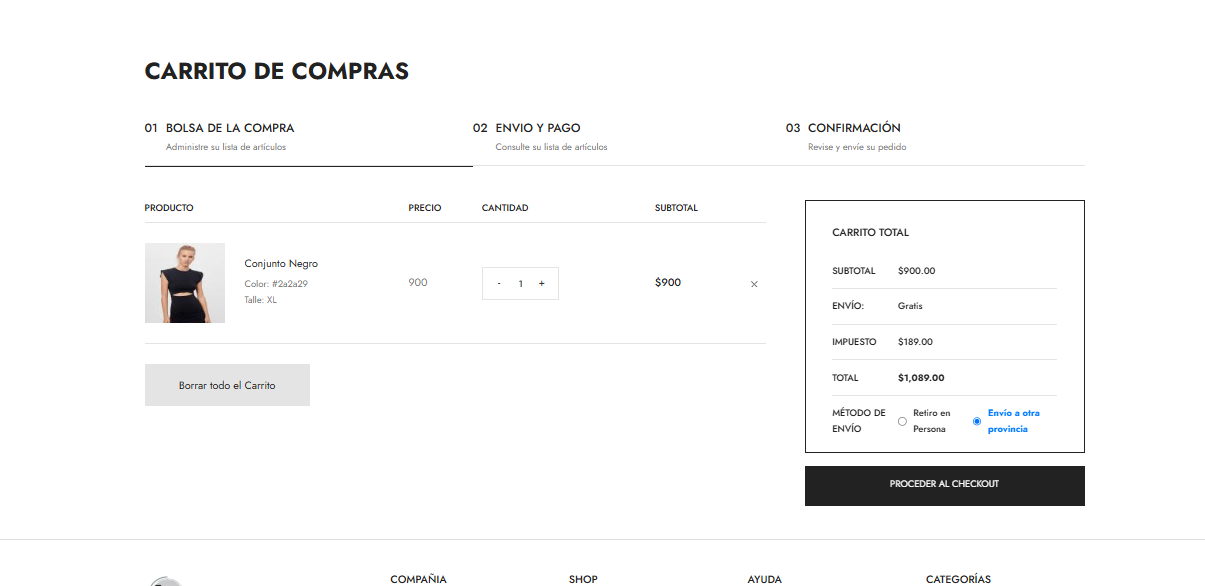 CARRITO DE COMPRAS
01 BOLSA DE LA COMPRA
Administre su lista de artículos
02 ENVIO Y PAGO
Consulte su lista de artículos
03 CONFIRMACIÓN
Revise y envíe su pedido
PRODUCTO PRECIO CANTIDAD SUBTOTAL
Conjunto Negro
Color: #2a2a29
Talle: XL
900
- 1 +
$900
×
Borrar todo el Carrito
CARRITO TOTAL
SUBTOTAL $900.00
ENVÍO: Gratis
IMPUESTO $189.00
TOTAL $1,089.00
MÉTODO DE
ENVÍO
Retiro en
Persona
Envío a otra
provincia
PROCEDER AL CHECKOUT
COMPAÑIA SHOP AYUDA CATEGORÍAS